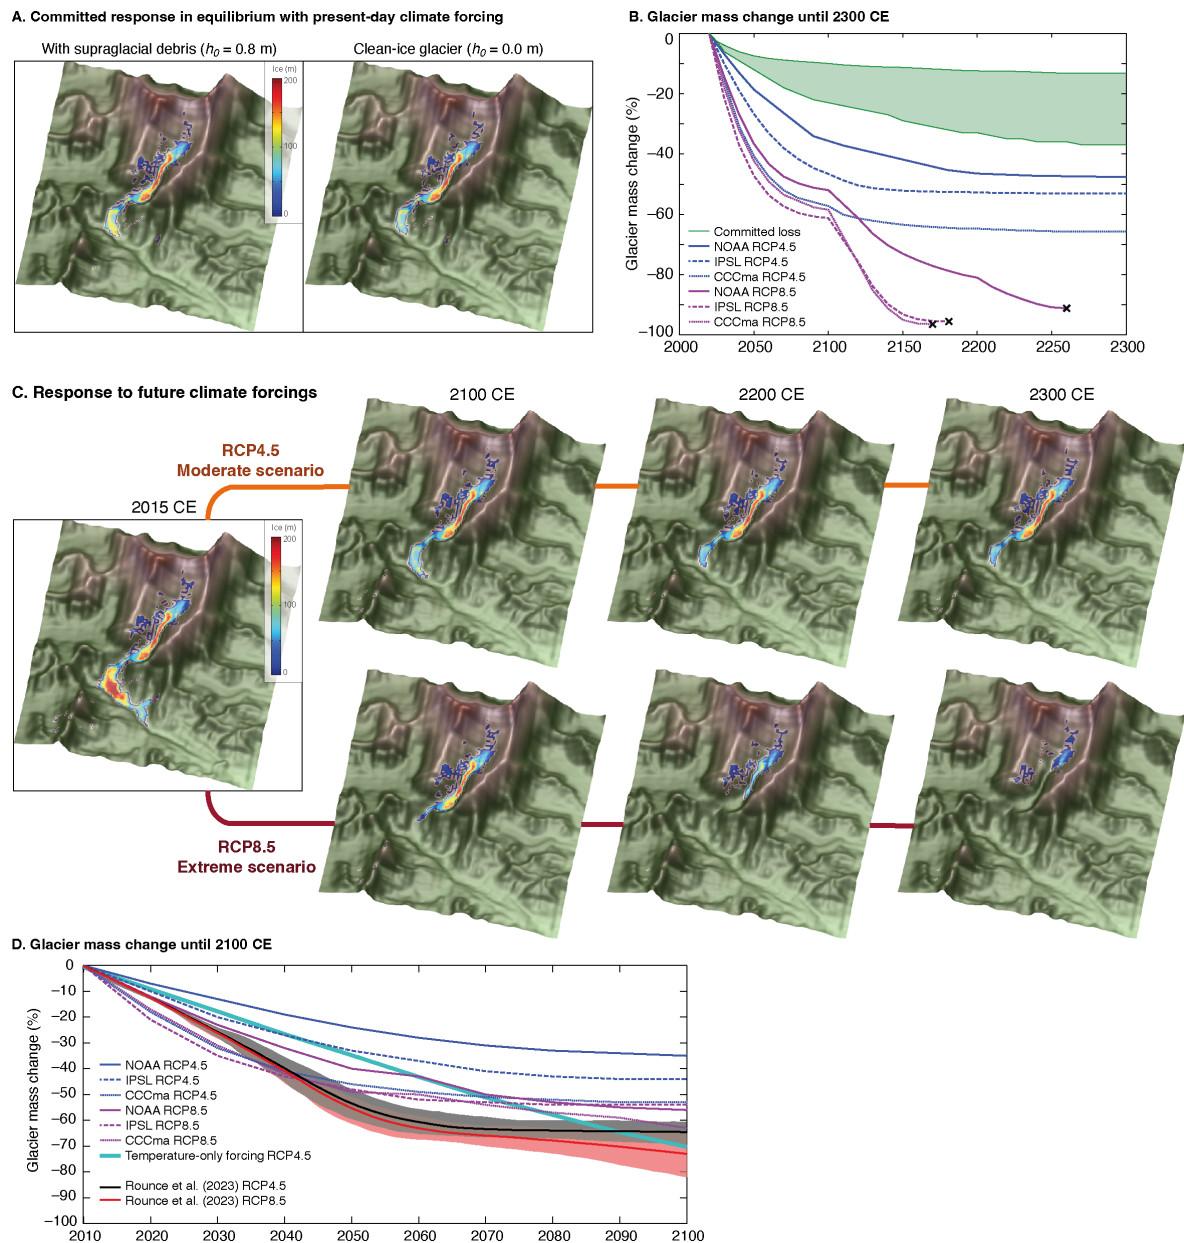 A. Committed response in equilibrium with present-day climate forcing
With supraglacial debris (h0 = 0.8 m)
Clean-ice glacier (h0 = 0.0 m)
Ice (m)
200
100
0
B. Glacier mass change until 2300 CE
Glacier mass change (%)
0
−20
−40
−60
−80
−100
Committed loss
NOAA RCP4.5
IPSL RCP4.5
CCCma RCP4.5
NOAA RCP8.5
IPSL RCP8.5
CCCma RCP8.5
2000 2050 2100 2150 2200 2250 2300
C. Response to future climate forcings
2100 CE
2200 CE
2300 CE
RCP4.5
Moderate scenario
2015 CE
Ice (m)
200
100
0
RCP8.5
Extreme scenario
D. Glacier mass change until 2100 CE
Glacier mass change (%)
0
−10
−20
−30
−40
−50
−60
−70
−80
−90
−100
NOAA RCP4.5
IPSL RCP4.5
CCCma RCP4.5
NOAA RCP8.5
IPSL RCP8.5
CCCma RCP8.5
Temperature-only forcing RCP4.5
Rounce et al. (2023) RCP4.5
Rounce et al. (2023) RCP8.5
2010 2020 2030 2040 2050 2060 2070 2080 2090 2100